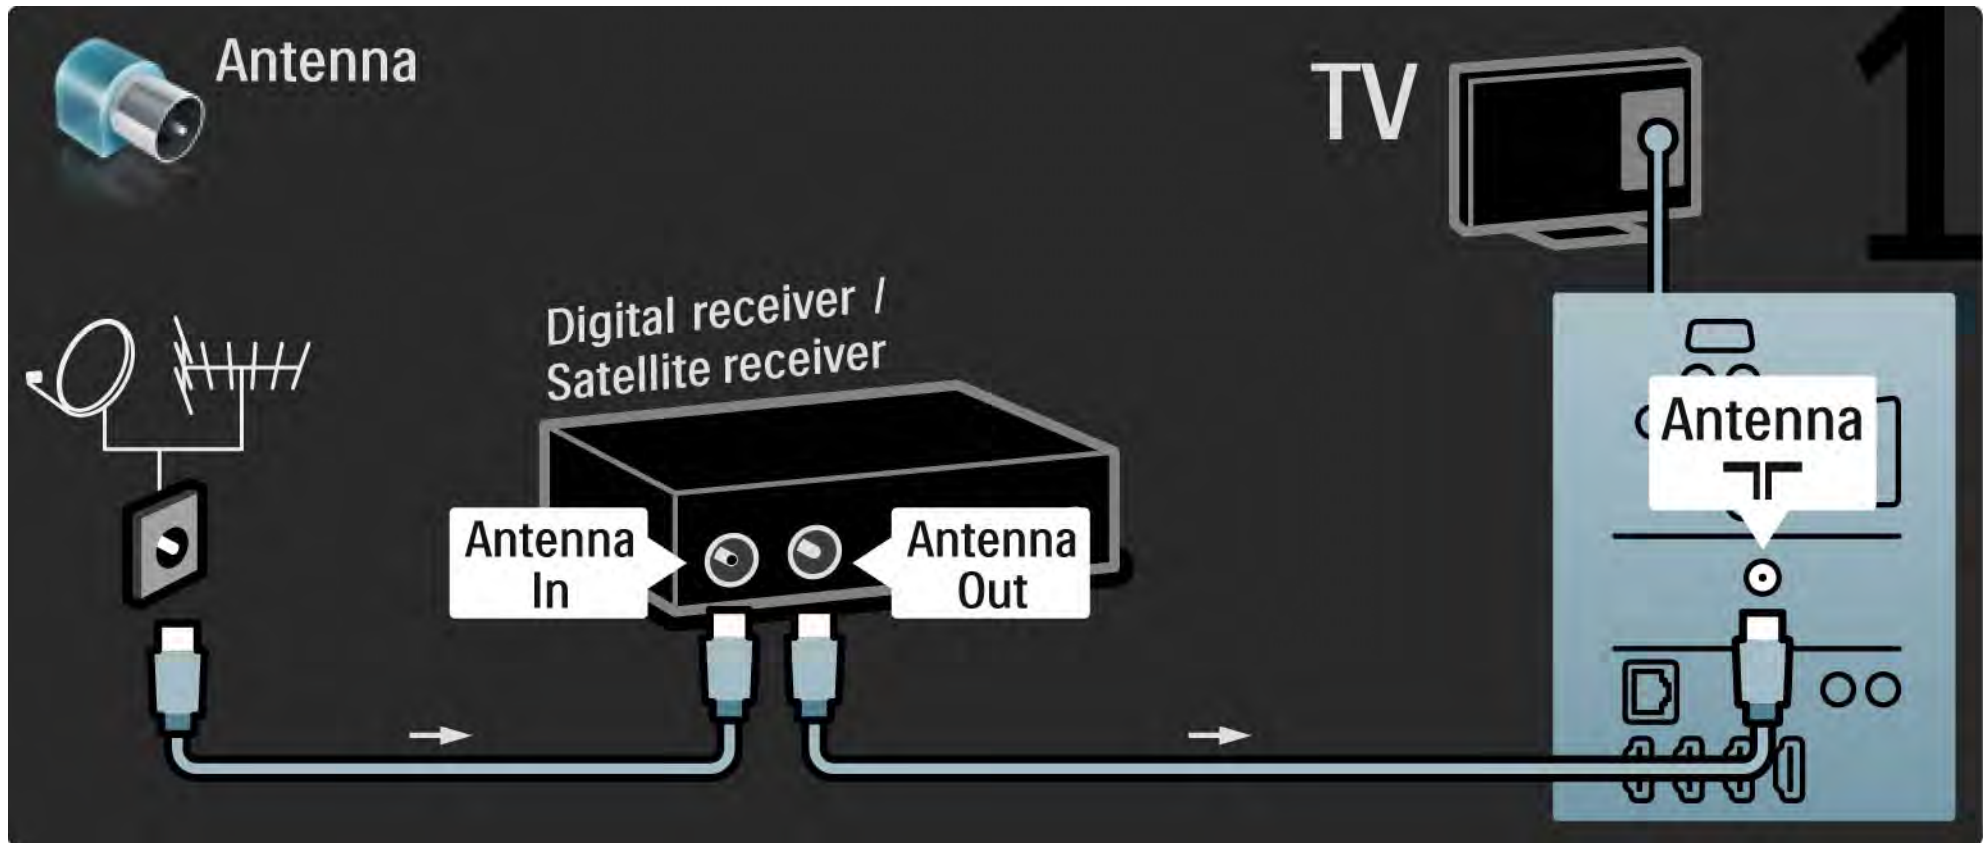 Antenna
TV
1
Digital receiver /
Satellite receiver
Antenna
Antenna
In
Antenna
Out